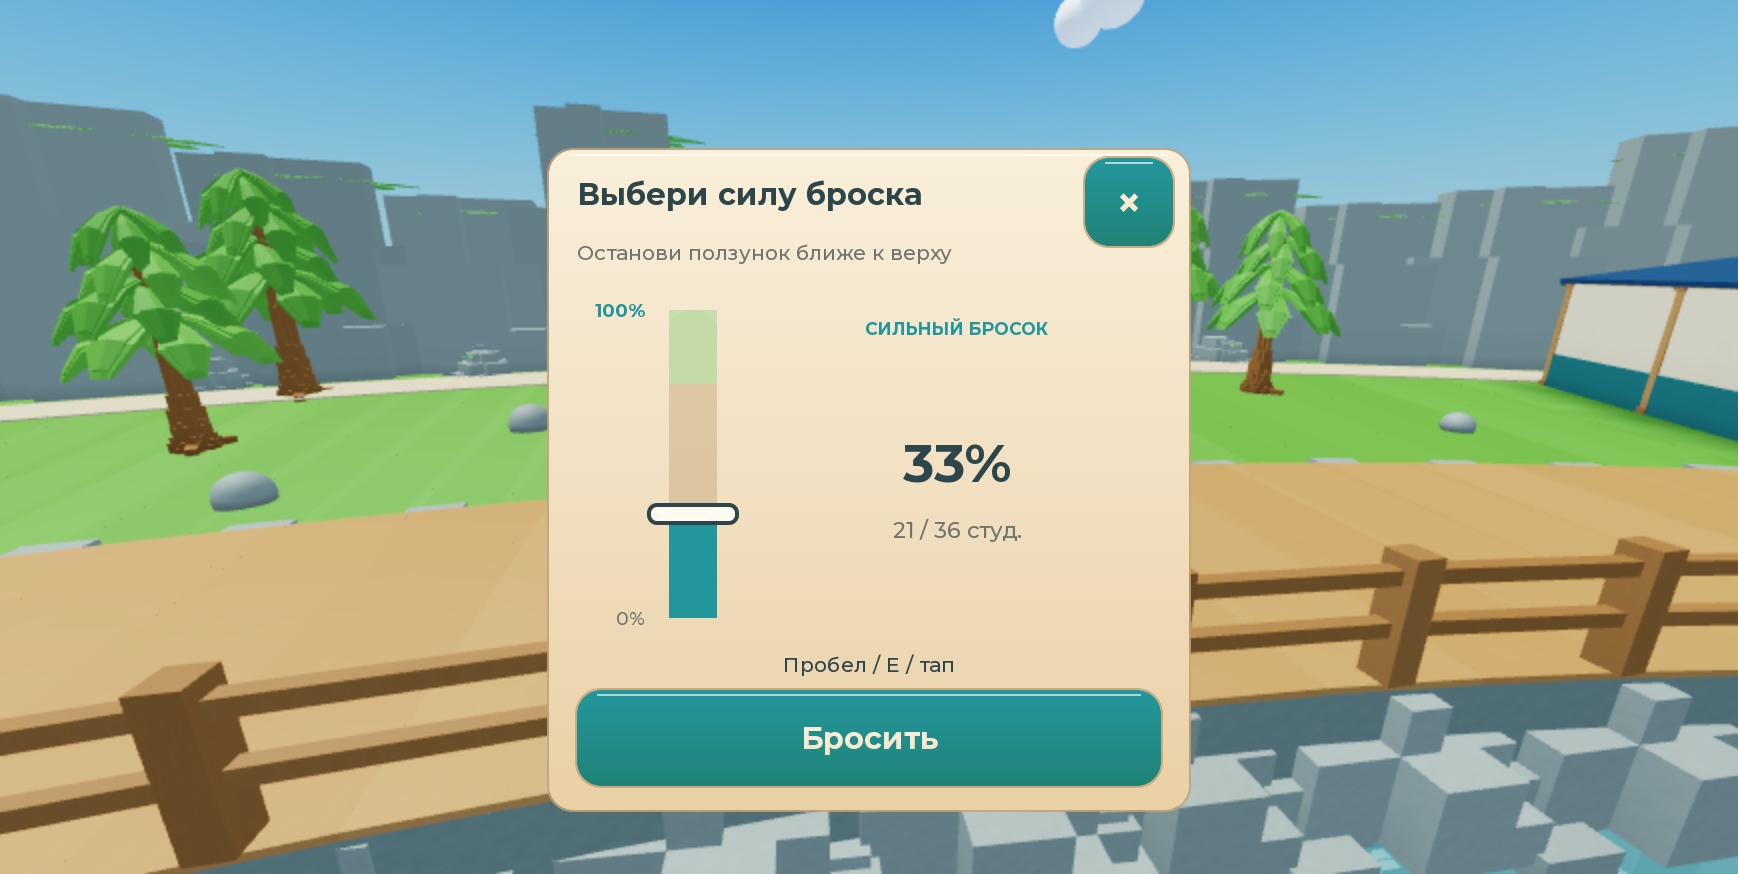 Выбери силу броска
×
Останови ползунок ближе к верху
100%
СИЛЬНЫЙ БРОСОК
33%
21 / 36 студ.
0%
Пробел / E / тап
Бросить